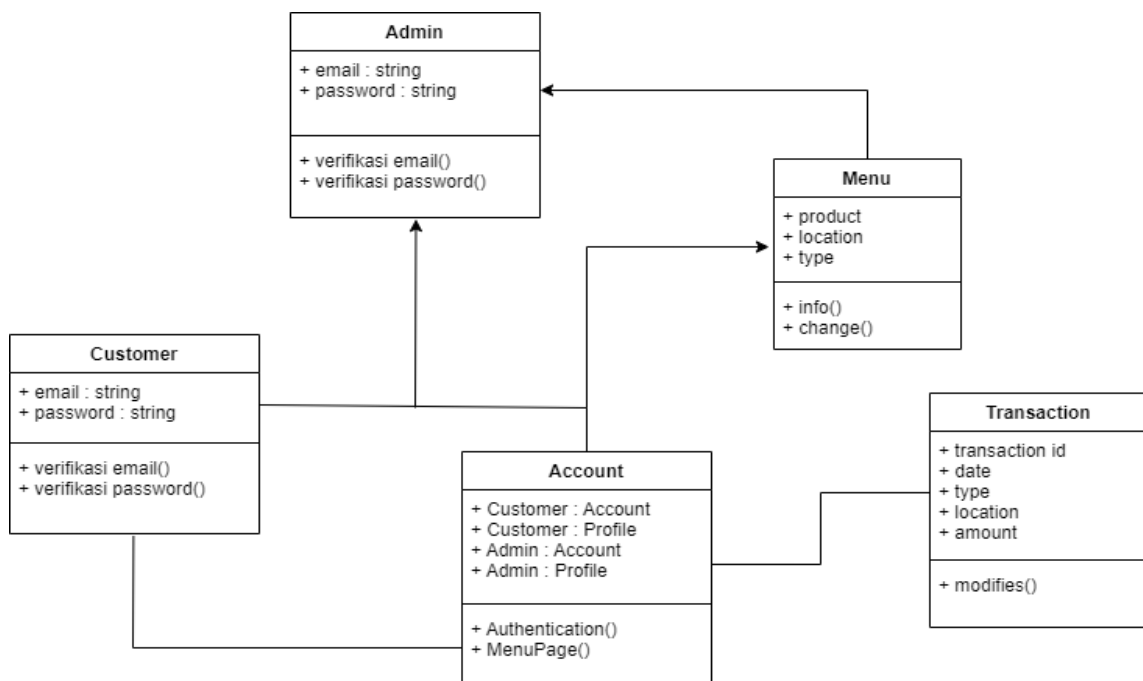 Admin
+ email : string
+ password : string
+ verifikasi email()
+ verifikasi password()
Menu
+ product
+ location
+ type
+ info()
+ change()
Customer
+ email : string
+ password : string
+ verifikasi email()
+ verifikasi password()
Account
+ Customer : Account
+ Customer : Profile
+ Admin : Account
+ Admin : Profile
+ Authentication()
+ MenuPage()
Transaction
+ transaction id
+ date
+ type
+ location
+ amount
+ modifies()